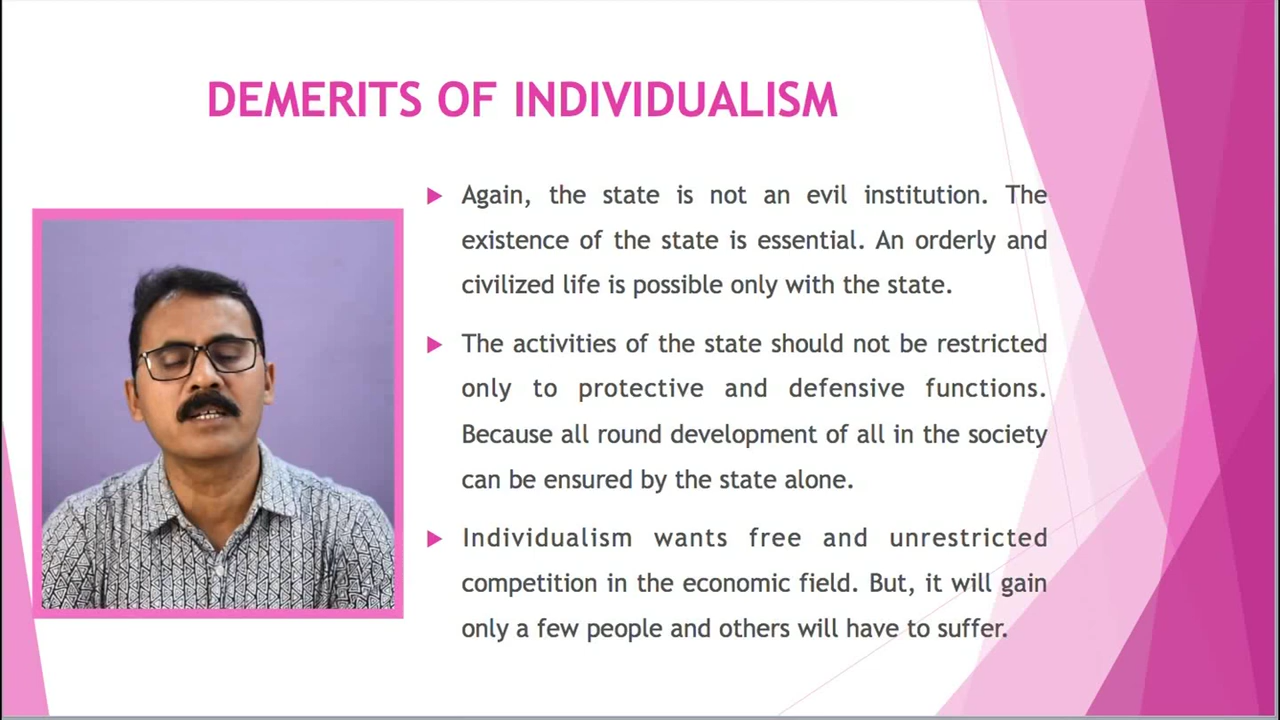 DEMERITS OF INDIVIDUALISM
Again, the state is not an evil institution. The
existence of the state is essential. An orderly and
civilized life is possible only with the state.
The activities of the state should not be restricted
only to protective and defensive functions.
Because all round development of all in the society
can be ensured by the state alone.
Individualism wants free and unrestricted
competition in the economic field. But, it will gain
only a few people and others will have to suffer.